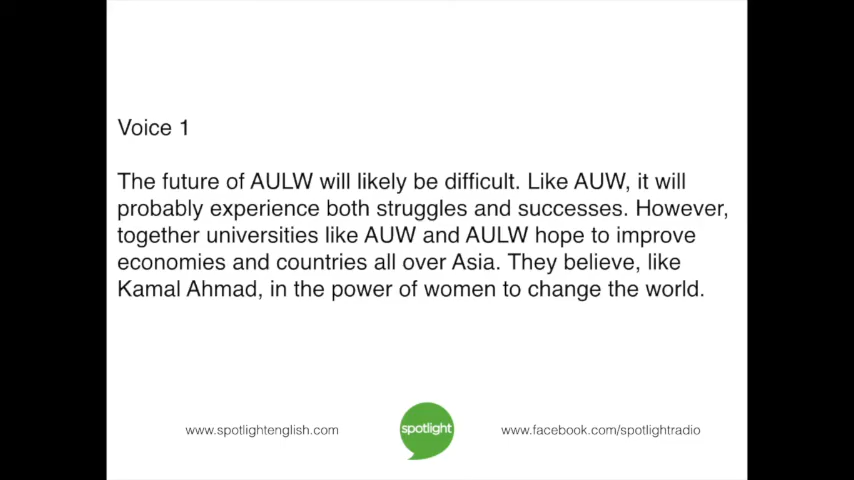 Voice 1
The future of AULW will likely be difficult. Like AUW, it will
probably experience both struggles and successes. However,
together universities like AUW and AULW hope to improve
economies and countries all over Asia. They believe, like
Kamal Ahmad, in the power of women to change the world.
www.spotlightenglish.com
spotlight
www.facebook.com/spotlightradio